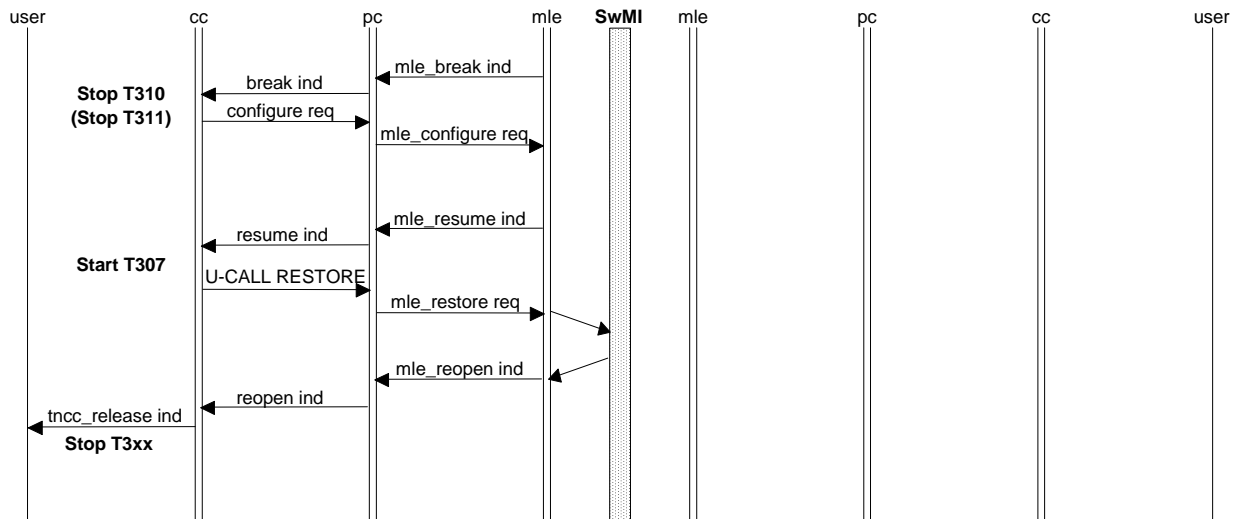 user cc pc mle SwMI mle pc cc user
mle_break ind
break ind
Stop T310
(Stop T311)
configure req
mle_configure req
mle_resume ind
resume ind
Start T307
U-CALL RESTORE
mle_restore req
mle_reopen ind
reopen ind
tncc_release ind
Stop T3xx